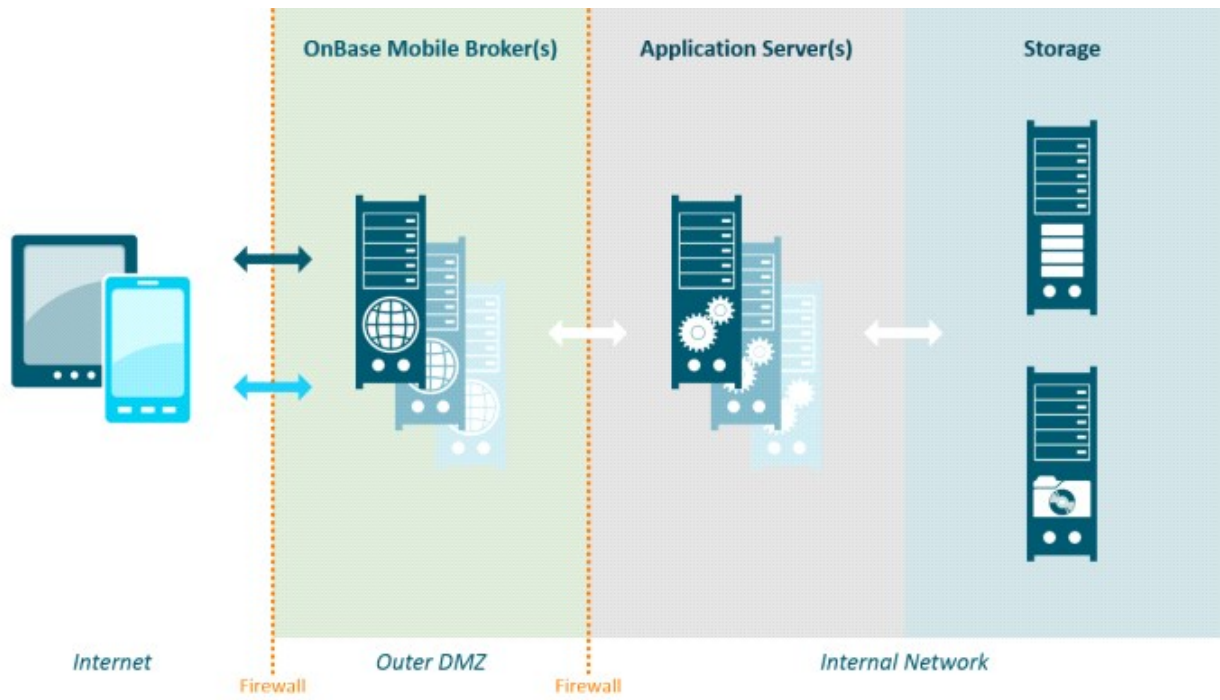 OnBase Mobile Broker(s)
Application Server(s)
Storage
Internet
Outer DMZ
Internal Network
Firewall
Firewall